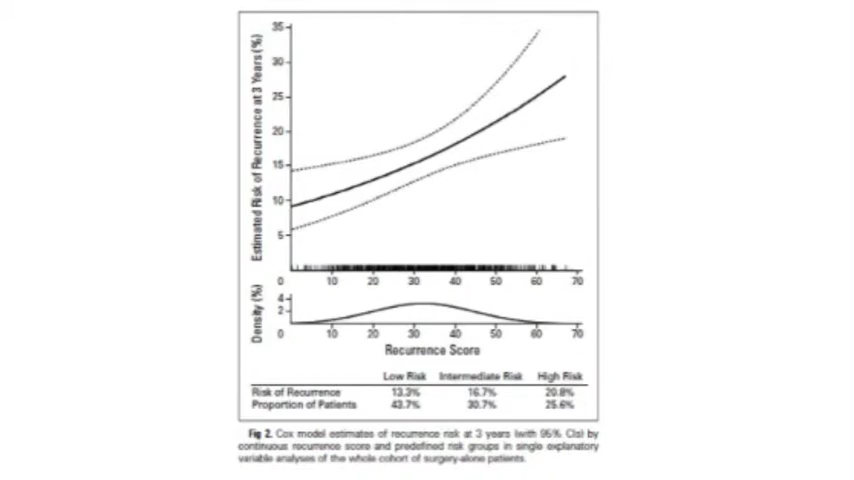 35
30
25
20
15
10
5
Estimated Risk of Recurrence at 3 Years (%)
0 10 20 30 40 50 60 70
4
2
Density (%)
0 10 20 30 40 50 60 70
Recurrence Score
Low Risk Intermediate Risk High Risk
Risk of Recurrence 13.3% 16.7% 20.8%
Proportion of Patients 43.7% 30.7% 25.6%
Fig 2. Cox model estimates of recurrence risk at 3 years (with 95% CIs) by
continuous recurrence score and predefined risk groups in single explanatory
variable analyses of the whole cohort of surgery-alone patients.